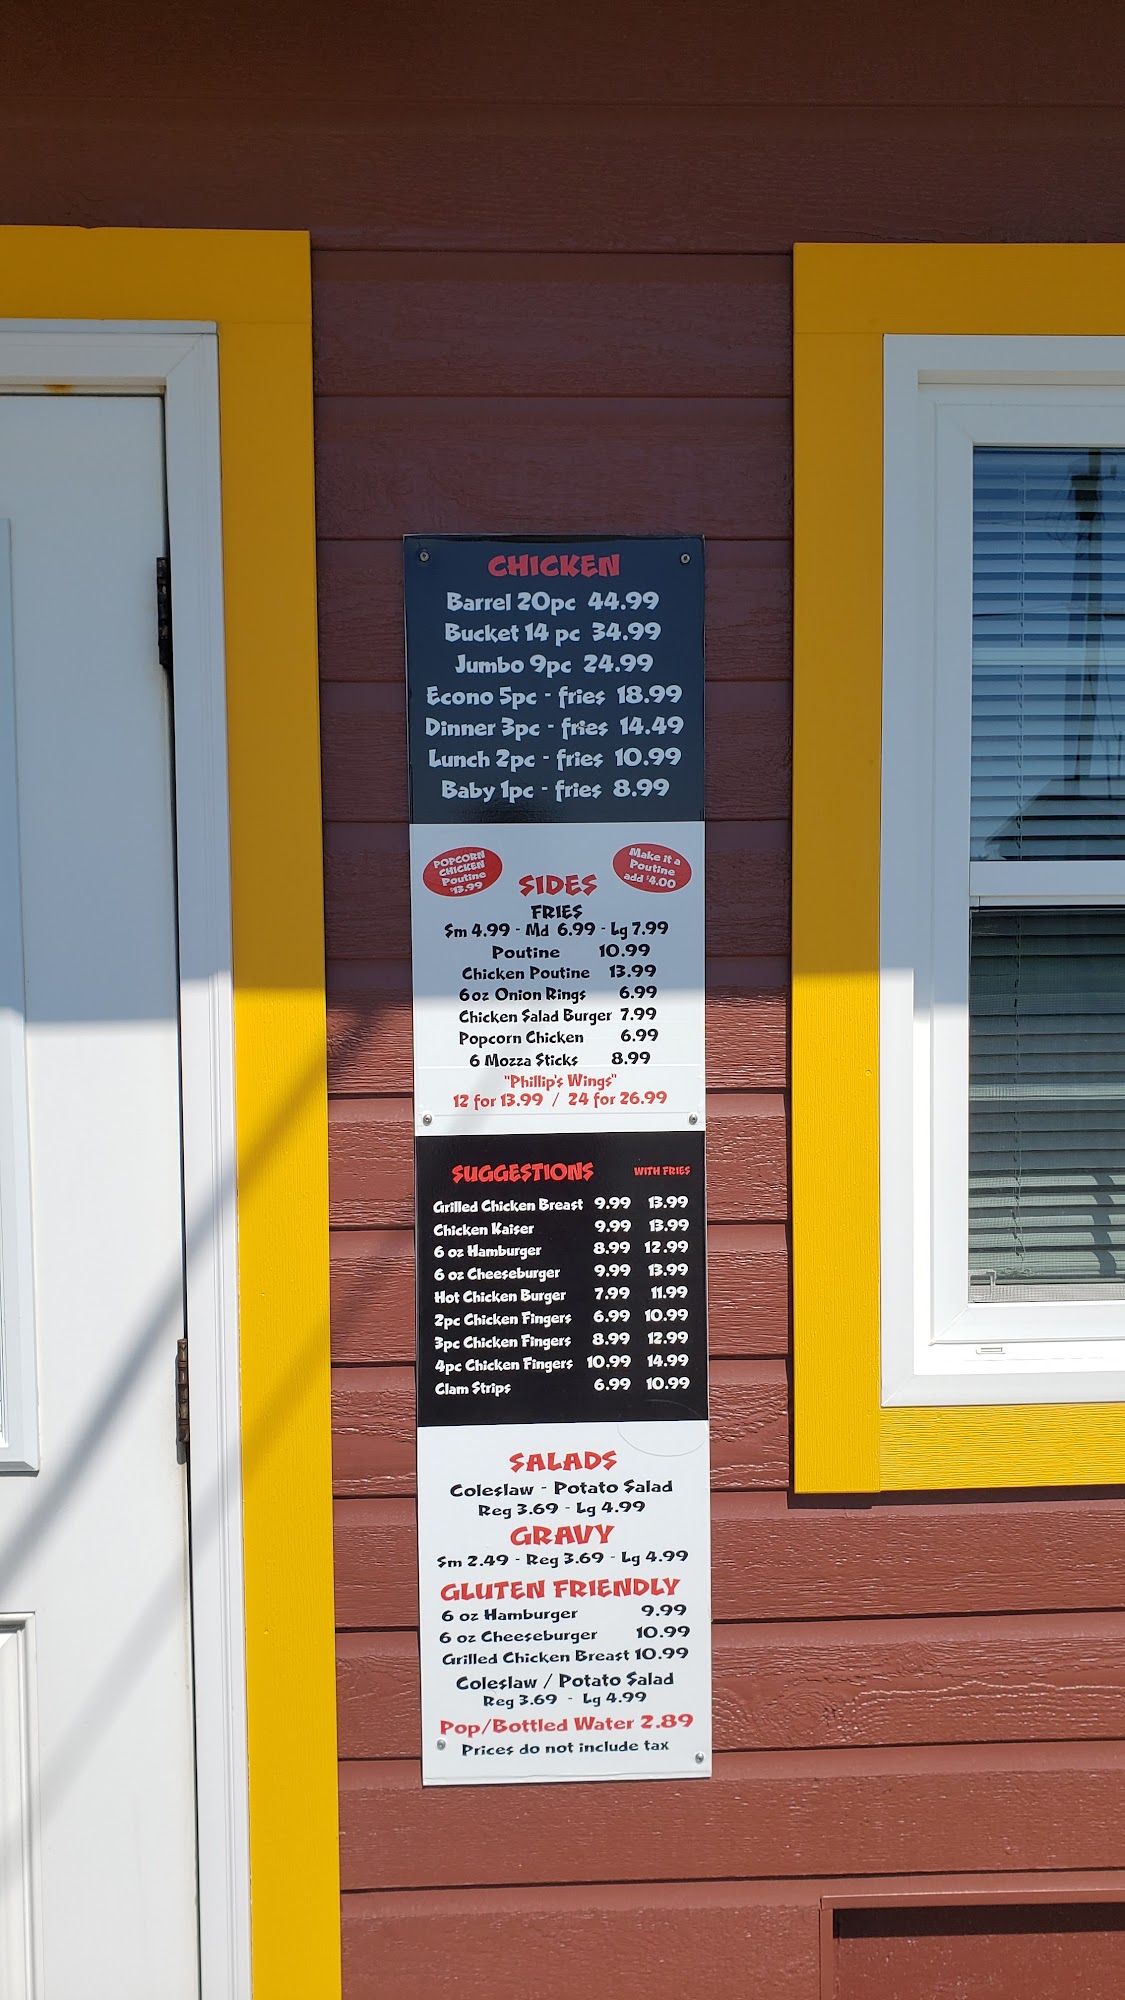 CHICKEN
Barrel 20pc 44.99
Bucket 14 pc 34.99
Jumbo 9pc 24.99
Econo 5pc - fries 18.99
Dinner 3pc - fries 14.49
Lunch 2pc - fries 10.99
Baby 1pc - fries 8.99
POPCORN
CHICKEN
Poutine
$13.99
Make it a
Poutine
add $4.00
SIDES
FRIES
Sm 4.99 - Md 6.99 - Lg 7.99
Poutine 10.99
Chicken Poutine 13.99
6oz Onion Rings 6.99
Chicken Salad Burger 7.99
Popcorn Chicken 6.99
6 Mozza Sticks 8.99
"Phillip's Wings"
12 for 13.99 / 24 for 26.99
SUGGESTIONS WITH FRIES
Grilled Chicken Breast 9.99 13.99
Chicken Kaiser 9.99 13.99
6 oz Hamburger 8.99 12.99
6 oz Cheeseburger 9.99 13.99
Hot Chicken Burger 7.99 11.99
2pc Chicken Fingers 6.99 10.99
3pc Chicken Fingers 8.99 12.99
4pc Chicken Fingers 10.99 14.99
Clam Strips 6.99 10.99
SALADS
Coleslaw - Potato Salad
Reg 3.69 - Lg 4.99
GRAVY
Sm 2.49 - Reg 3.69 - Lg 4.99
GLUTEN FRIENDLY
6 oz Hamburger 9.99
6 oz Cheeseburger 10.99
Grilled Chicken Breast 10.99
Coleslaw / Potato Salad
Reg 3.69 - Lg 4.99
Pop/Bottled Water 2.89
Prices do not include tax